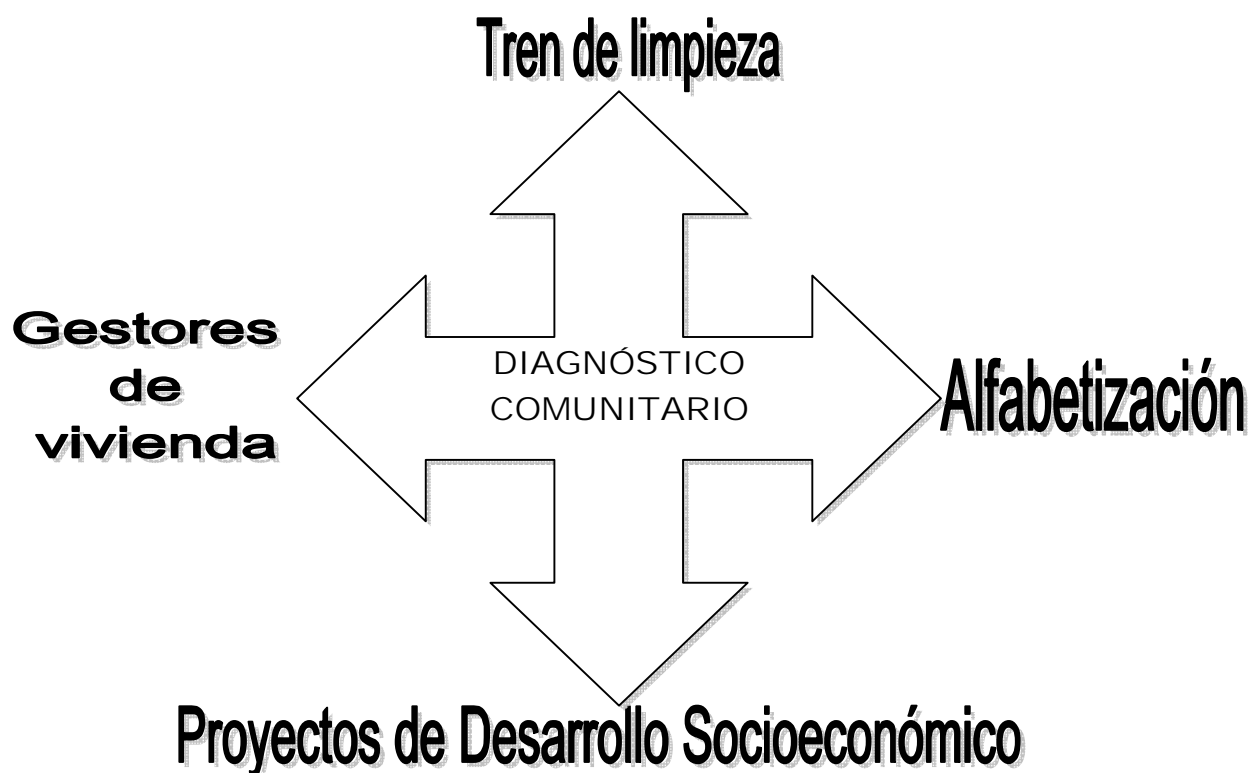 Tren de limpieza
Gestores
de
vivienda
DIAGNÓSTICO
COMUNITARIO
Alfabetización
Proyectos de Desarrollo Socioeconómico